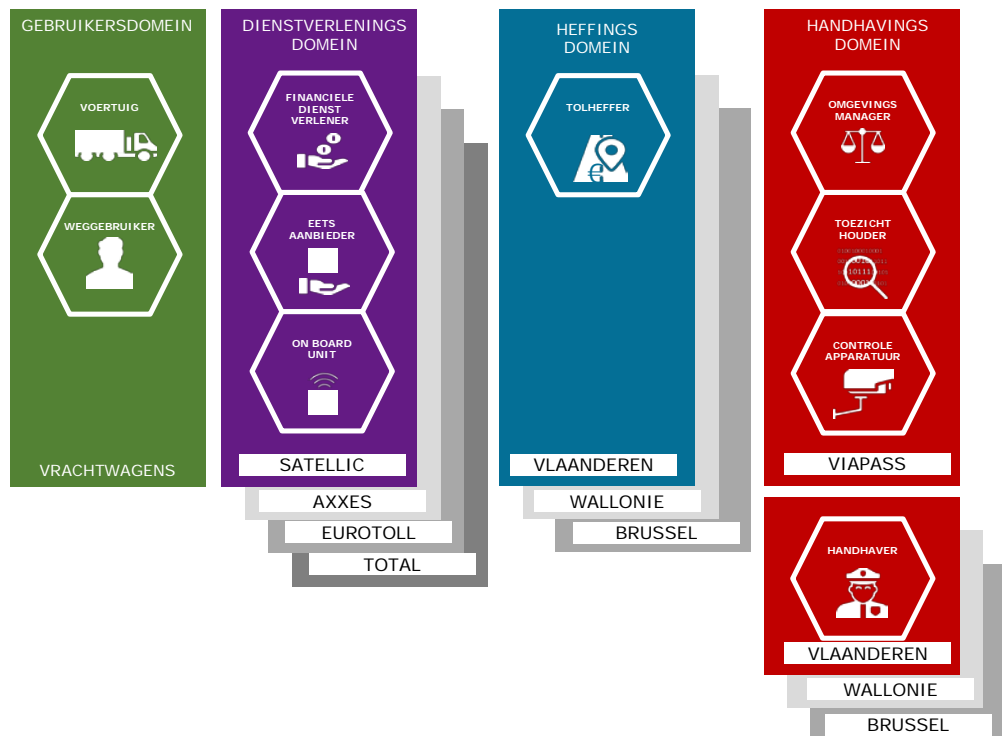 GEBRUIKERSDOMEIN
VOERTUIG
WEGGEBRUIKER
VRACHTWAGENS
DIENSTVERLENINGS
DOMEIN
FINANCIELE
DIENST
VERLENER
EETS
AANBIEDER
ON BOARD
UNIT
SATELLIC
AXXES
EUROTOLL
TOTAL
HEFFINGS
DOMEIN
TOLHEFFER
€
VLAANDEREN
WALLONIE
BRUSSEL
HANDHAVINGS
DOMEIN
OMGEVINGS
MANAGER
TOEZICHT
HOUDER
CONTROLE
APPARATUUR
VIAPASS
HANDHAVER
VLAANDEREN
WALLONIE
BRUSSEL